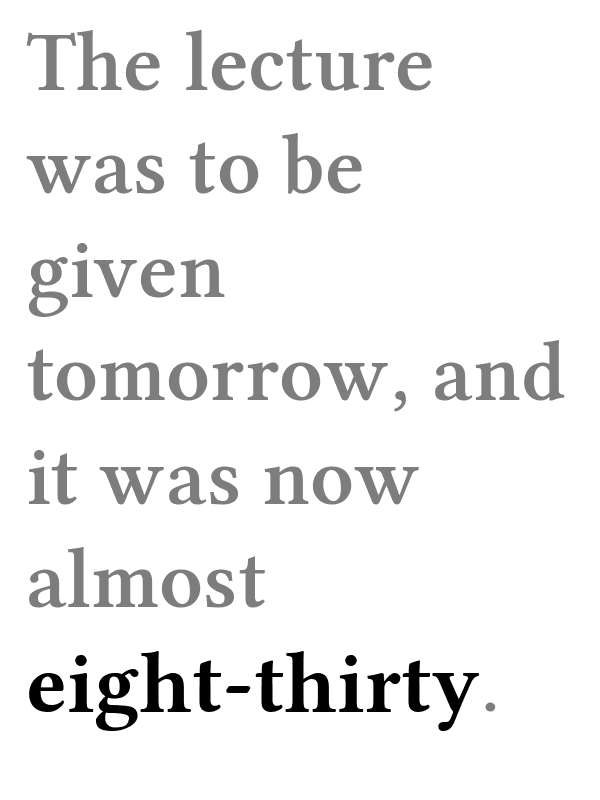 The lecture
was to be
given
tomorrow, and
it was now
almost
eight-thirty.